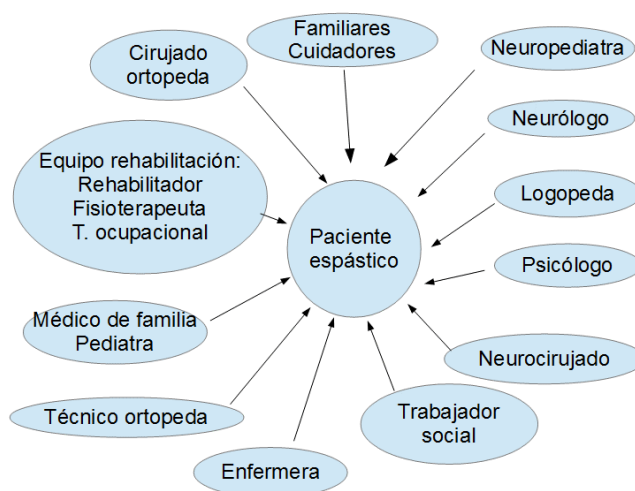 Familiares
Cuidadores
Cirujado
ortopeda
Neuropediatra
Neurólogo
Equipo rehabilitación:
Rehabilitador
Fisioterapeuta
T. ocupacional
Logopeda
Paciente
espástico
Psicólogo
Médico de familia
Pediatra
Neurocirujado
Técnico ortopeda
Trabajador
social
Enfermera